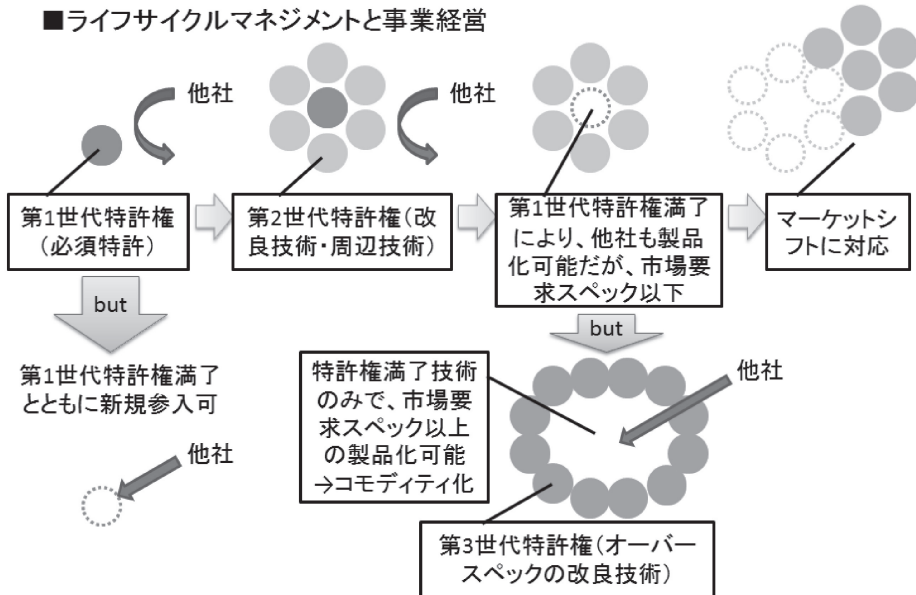 ■ライフサイクルマネジメントと事業経営
他社
他社
第1世代特許権
(必須特許)
第2世代特許権(改
良技術・周辺技術)
第1世代特許権満了
により、他社も製品
化可能だが、市場要
求スペック以下
マーケットシ
フトに対応
but
but
第1世代特許権満了
とともに新規参入可
他社
特許権満了技術
のみで、市場要
求スペック以上
の製品化可能
→コモディティ化
他社
第3世代特許権(オーバー
スペックの改良技術)